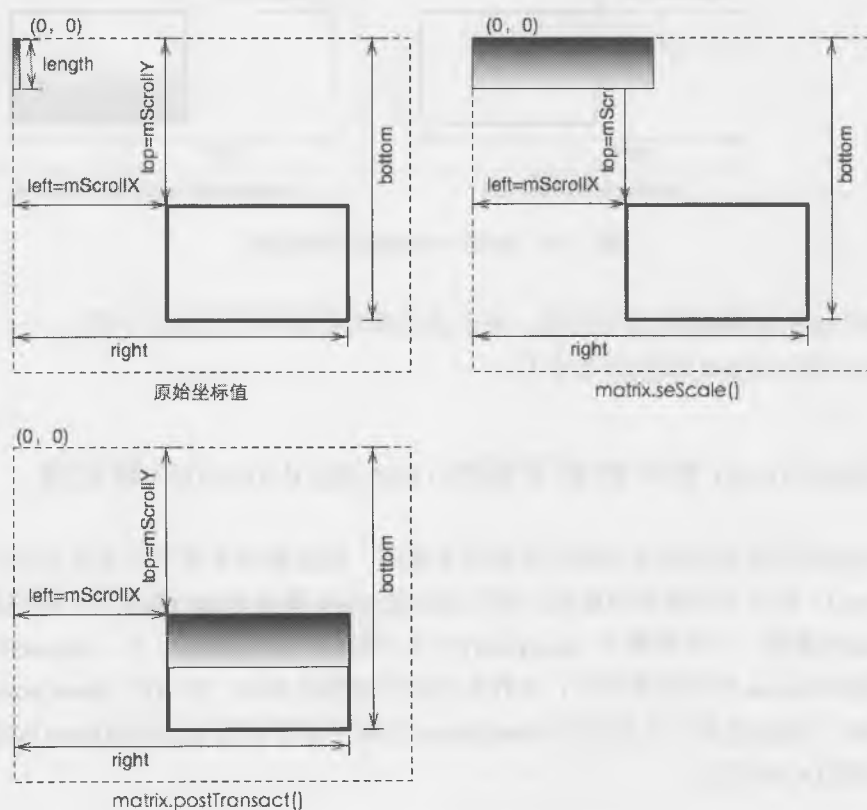 (0, 0)
length
top=mScrollY
bottom
left=mScrollX
right
原始坐标值
(0, 0)
top=mScr
bottom
left=mScrollX
right
matrix.seScale()
(0, 0)
top=mScrollY
bottom
left=mScrollX
right
matrix.postTransact()